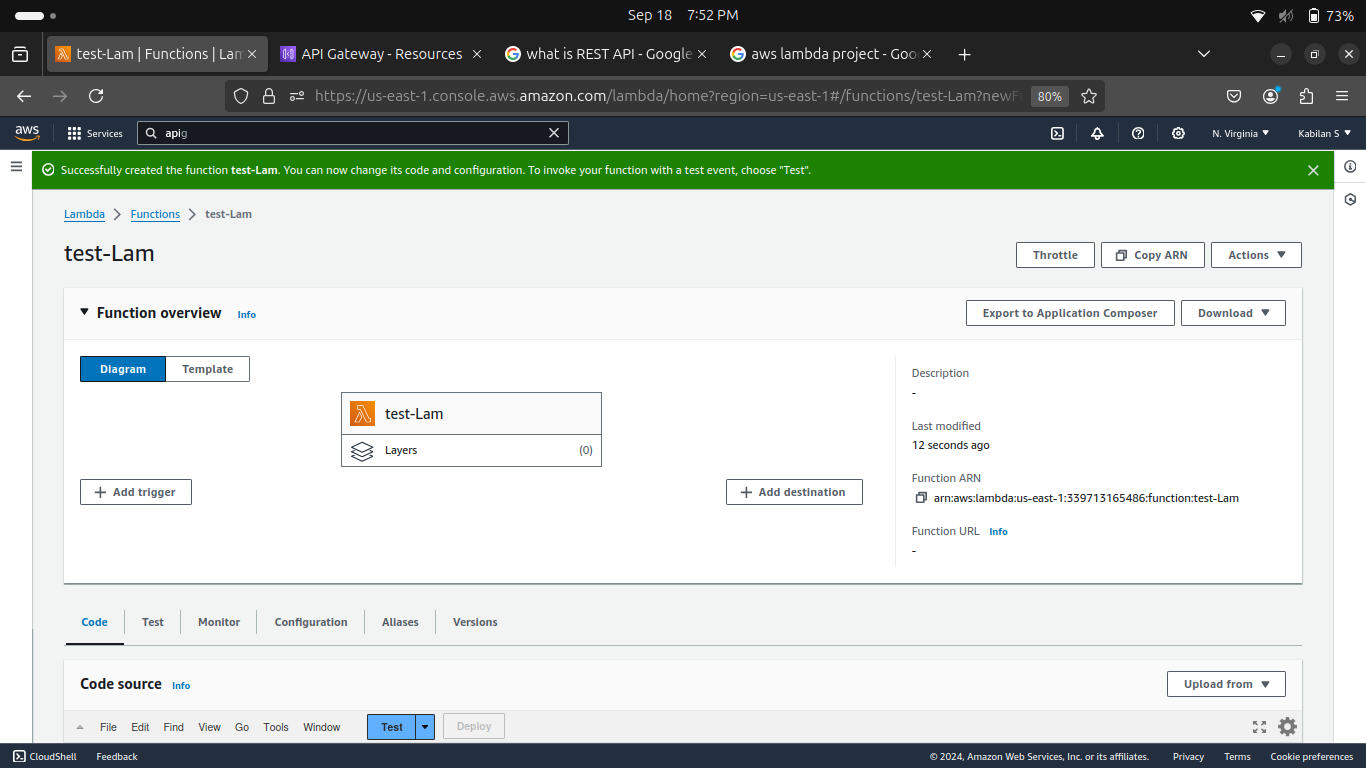 Sep 18 7:52 PM
73%
test-Lam | Functions | Lam
API Gateway - Resources
what is REST API - Google
aws lambda project - Goo
https://us-east-1.console.aws.amazon.com/lambda/home?region=us-east-1#/functions/test-Lam?newF
80%
aws
Services
apig
N. Virginia
Kabilan S
Successfully created the function test-Lam. You can now change its code and configuration. To invoke your function with a test event, choose "Test".
Lambda
Functions
test-Lam
test-Lam
Throttle
Copy ARN
Actions
Function overview
Info
Export to Application Composer
Download
Diagram
Template
test-Lam
Layers
(0)
Add trigger
Add destination
Description
-
Last modified
12 seconds ago
Function ARN
arn:aws:lambda:us-east-1:339713165486:function:test-Lam
Function URL
Info
-
Code
Test
Monitor
Configuration
Aliases
Versions
Code source
Info
Upload from
File
Edit
Find
View
Go
Tools
Window
Test
Deploy
CloudShell
Feedback
© 2024, Amazon Web Services, Inc. or its affiliates.
Privacy
Terms
Cookie preferences